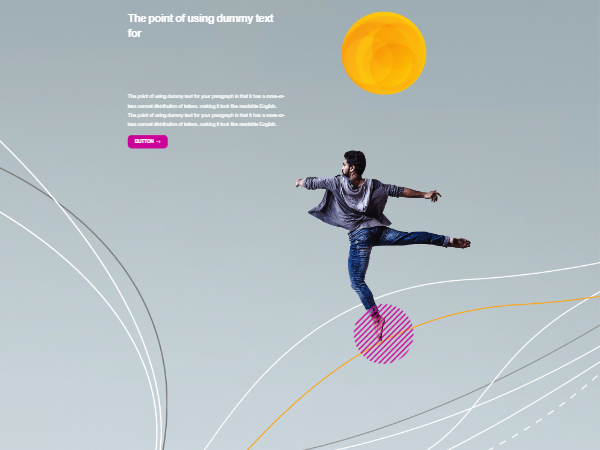 The point of using dummy text
for
The point of using dummy text for your paragraph is that it has a more-or-
less normal distribution of letters. making it look like readable English.
The point of using dummy text for your paragraph is that it has a more-or-
less normal distribution of letters. making it look like readable English.
BUTTON →